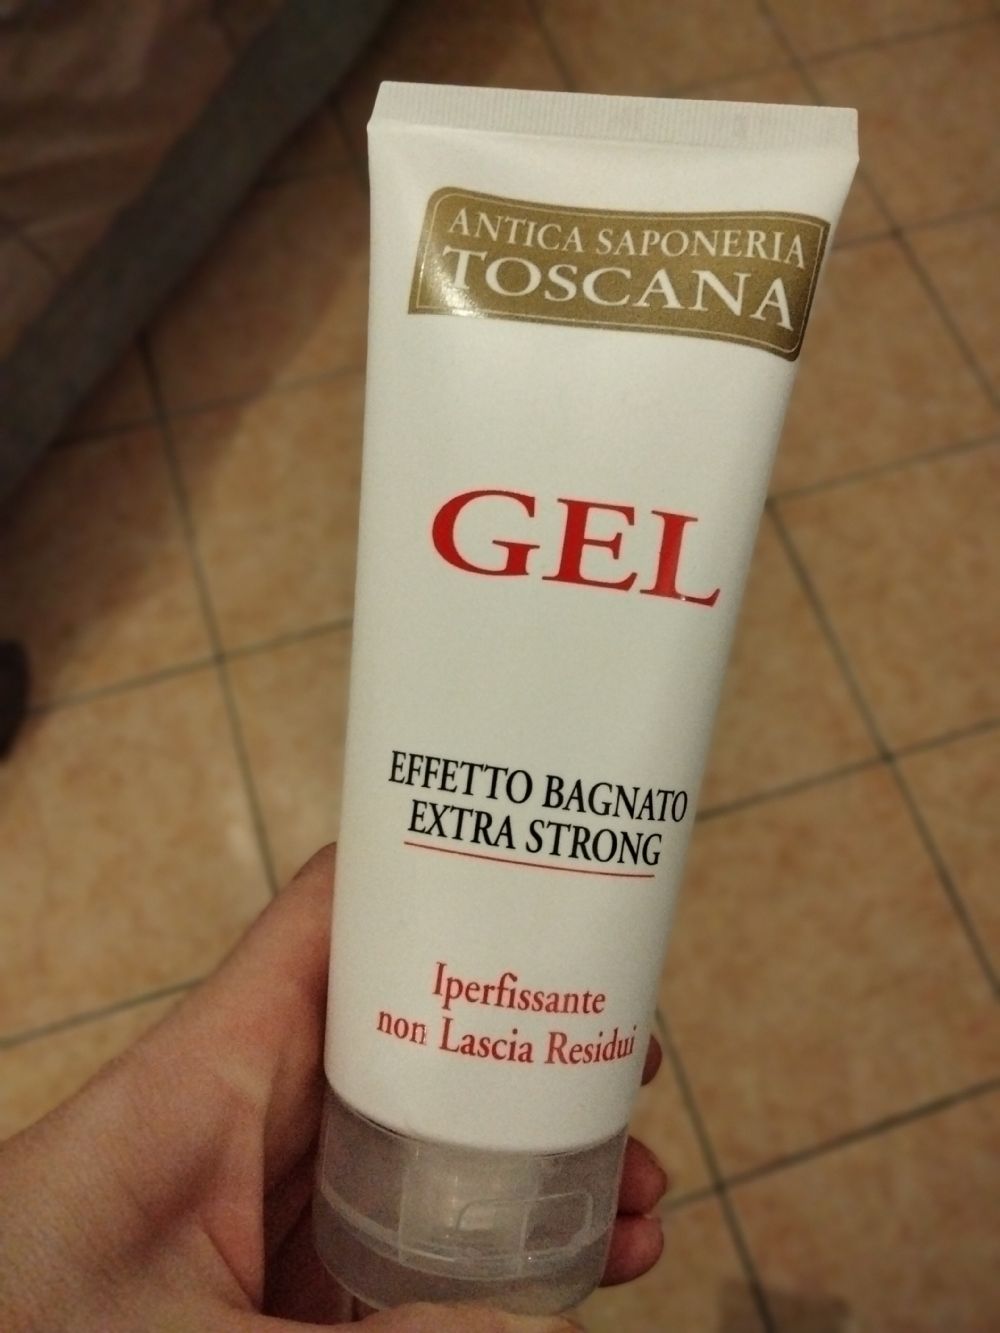 ANTICA SAPONERIA
TOSCANA
GEL
EFFETTO BAGNATO
EXTRA STRONG
Iperfissante
non Lascia Residui